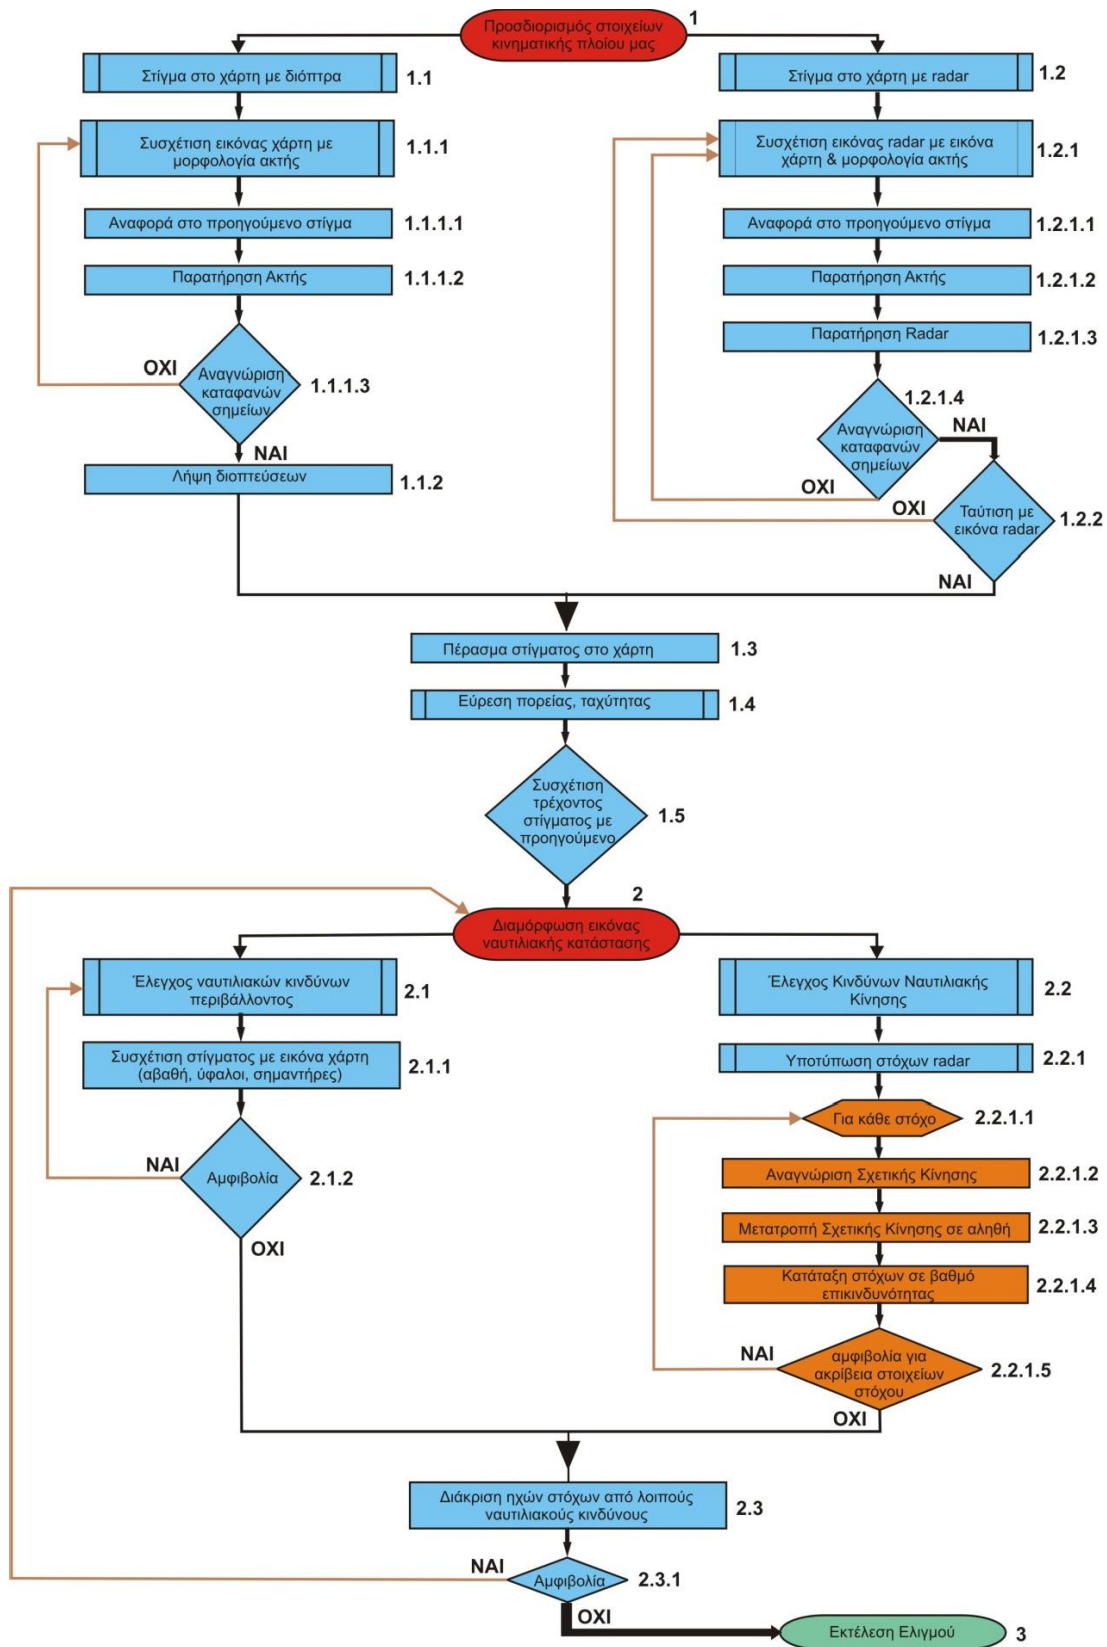 Προσδιορισμός στοιχείων
κινηματικής πλοίου μας
1
Στίγμα στο χάρτη με διόπτρα
1.1
Στίγμα στο χάρτη με radar
1.2
Συσχέτιση εικόνας χάρτη με
μορφολογία ακτής
1.1.1
Συσχέτιση εικόνας radar με εικόνα
χάρτη & μορφολογία ακτής
1.2.1
Αναφορά στο προηγούμενο στίγμα
1.1.1.1
Αναφορά στο προηγούμενο στίγμα
1.2.1.1
Παρατήρηση Ακτής
1.1.1.2
Παρατήρηση Ακτής
1.2.1.2
Παρατήρηση Radar
1.2.1.3
ΟΧΙ
Αναγνώριση
καταφανών
σημείων
1.1.1.3
ΝΑΙ
1.2.1.4
Αναγνώριση
καταφανών
σημείων
ΝΑΙ
ΟΧΙ
Λήψη διοπτεύσεων
1.1.2
ΟΧΙ
Ταύτιση με
εικόνα radar
1.2.2
ΝΑΙ
Πέρασμα στίγματος στο χάρτη
1.3
Εύρεση πορείας, ταχύτητας
1.4
Συσχέτιση
τρέχοντος
στίγματος με
προηγούμενο
1.5
2
Διαμόρφωση εικόνας
ναυτιλιακής κατάστασης
Έλεγχος ναυτιλιακών κινδύνων
περιβάλλοντος
2.1
Έλεγχος Κινδύνων Ναυτιλιακής
Κίνησης
2.2
Συσχέτιση στίγματος με εικόνα χάρτη
(αβαθή, ύφαλοι, σημαντήρες)
2.1.1
Υποτύπωση στόχων radar
2.2.1
Για κάθε στόχο
2.2.1.1
ΝΑΙ
Αμφιβολία
2.1.2
ΟΧΙ
Αναγνώριση Σχετικής Κίνησης
2.2.1.2
Μετατροπή Σχετικής Κίνησης σε αληθή
2.2.1.3
Κατάταξη στόχων σε βαθμό
επικινδυνότητας
2.2.1.4
ΝΑΙ
αμφιβολία για
ακρίβεια στοιχείων
στόχου
2.2.1.5
ΟΧΙ
Διάκριση ηχών στόχων από λοιπούς
ναυτιλιακούς κινδύνους
2.3
ΝΑΙ
Αμφιβολία
2.3.1
ΟΧΙ
Εκτέλεση Ελιγμού
3